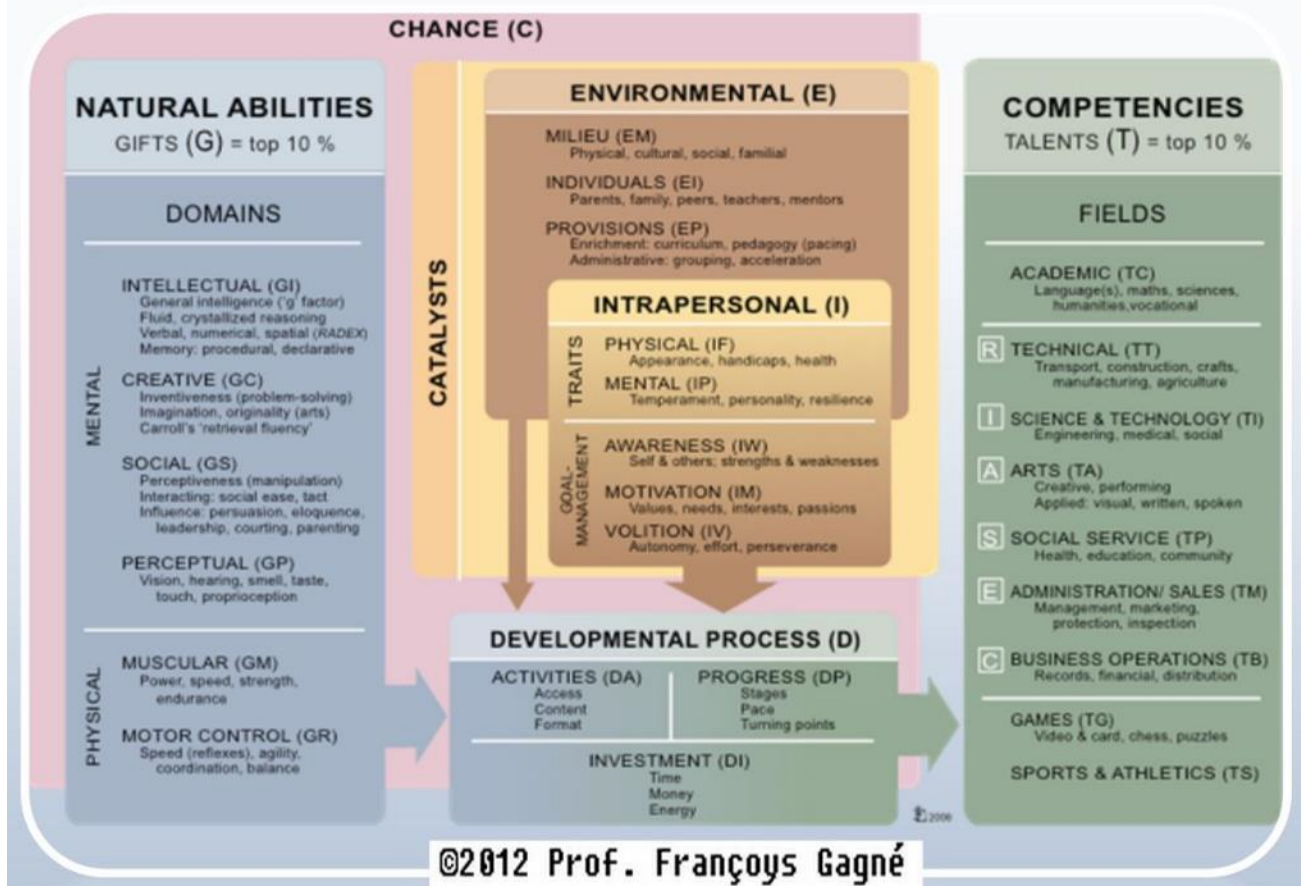 CHANCE (C)
NATURAL ABILITIES
GIFTS (G) = top 10 %
DOMAINS
MENTAL
INTELLECTUAL (GI)
General intelligence ('g' factor)
Fluid, crystallized reasoning
Verbal, numerical, spatial (RADEX)
Memory: procedural, declarative
CREATIVE (GC)
Inventiveness (problem-solving)
Imagination, originality (arts)
Carroll's 'retrieval fluency'
SOCIAL (GS)
Perceptiveness (manipulation)
Interacting: social ease, tact
Influence: persuasion, eloquence,
leadership, courting, parenting
PERCEPTUAL (GP)
Vision, hearing, smell, taste,
touch, proprioception
PHYSICAL
MUSCULAR (GM)
Power, speed, strength,
endurance
MOTOR CONTROL (GR)
Speed (reflexes), agility,
coordination, balance
CATALYSTS
ENVIRONMENTAL (E)
MILIEU (EM)
Physical, cultural, social, familial
INDIVIDUALS (EI)
Parents, family, peers, teachers, mentors
PROVISIONS (EP)
Enrichment: curriculum, pedagogy (pacing)
Administrative: grouping, acceleration
INTRAPERSONAL (I)
TRAITS
PHYSICAL (IF)
Appearance, handicaps, health
MENTAL (IP)
Temperament, personality, resilience
GOAL-
MANAGEMENT
AWARENESS (IW)
Self & others; strengths & weaknesses
MOTIVATION (IM)
Values, needs, interests, passions
VOLITION (IV)
Autonomy, effort, perseverance
DEVELOPMENTAL PROCESS (D)
ACTIVITIES (DA)
Access
Content
Format
PROGRESS (DP)
Stages
Pace
Turning points
INVESTMENT (DI)
Time
Money
Energy
COMPETENCIES
TALENTS (T) = top 10 %
FIELDS
ACADEMIC (TC)
Language(s), maths, sciences,
humanities,vocational
R TECHNICAL (TT)
Transport, construction, crafts,
manufacturing, agriculture
I SCIENCE & TECHNOLOGY (TI)
Engineering, medical, social
A ARTS (TA)
Creative, performing
Applied: visual, written, spoken
S SOCIAL SERVICE (TP)
Health, education, community
E ADMINISTRATION/ SALES (TM)
Management, marketing,
protection, inspection
C BUSINESS OPERATIONS (TB)
Records, financial, distribution
GAMES (TG)
Video & card, chess, puzzles
SPORTS & ATHLETICS (TS)
©2012 Prof. Françoys Gagné